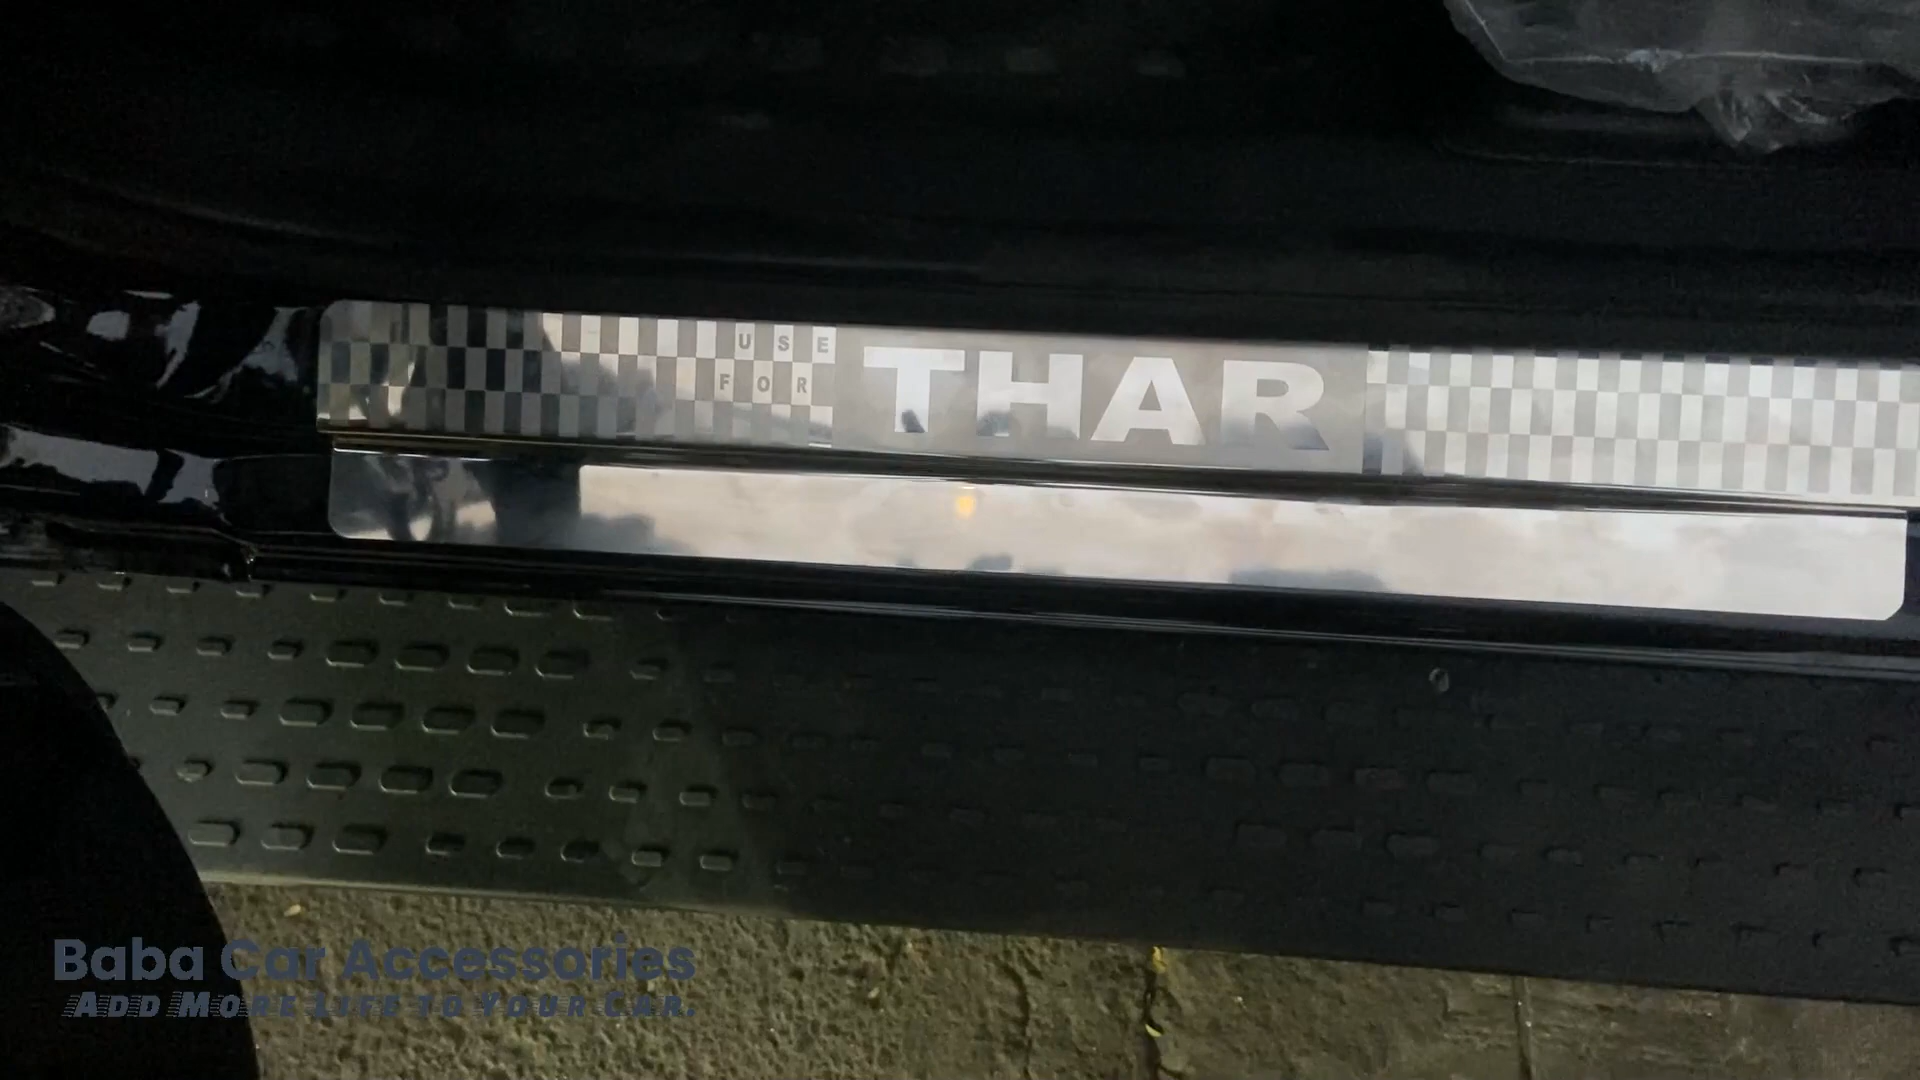 USE
FOR
THAR
Baba Car Accessories
ADD MORE LIFE TO YOUR CAR.